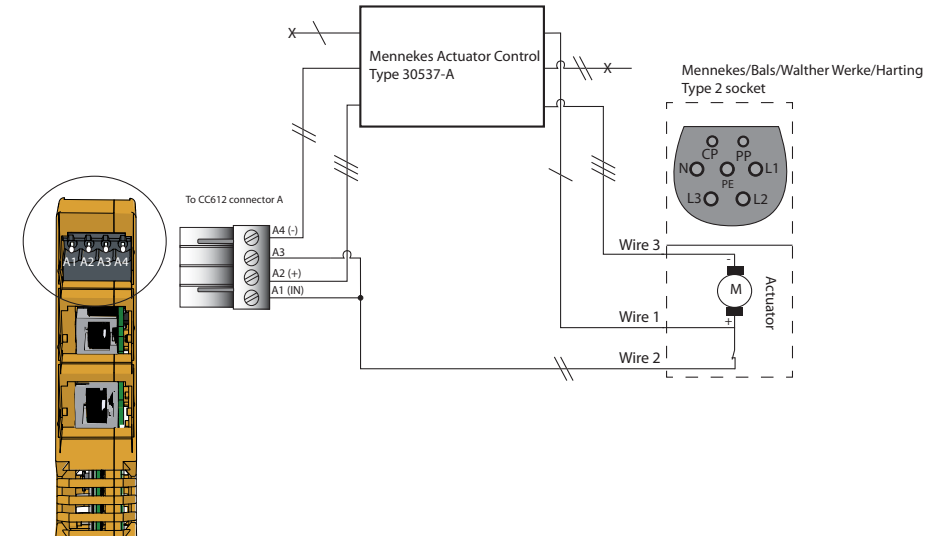 X
Mennekes Actuator Control
Type 30537-A
X
Mennekes/Bals/Walther Werke/Harting
Type 2 socket
CP PP
N L1
PE
L3 L2
To CC612 connector A
A4 (-)
A3
A2 (+)
A1 (IN)
A1 A2 A3 A4
Wire 3
-
M
Actuator
+
Wire 1
Wire 2